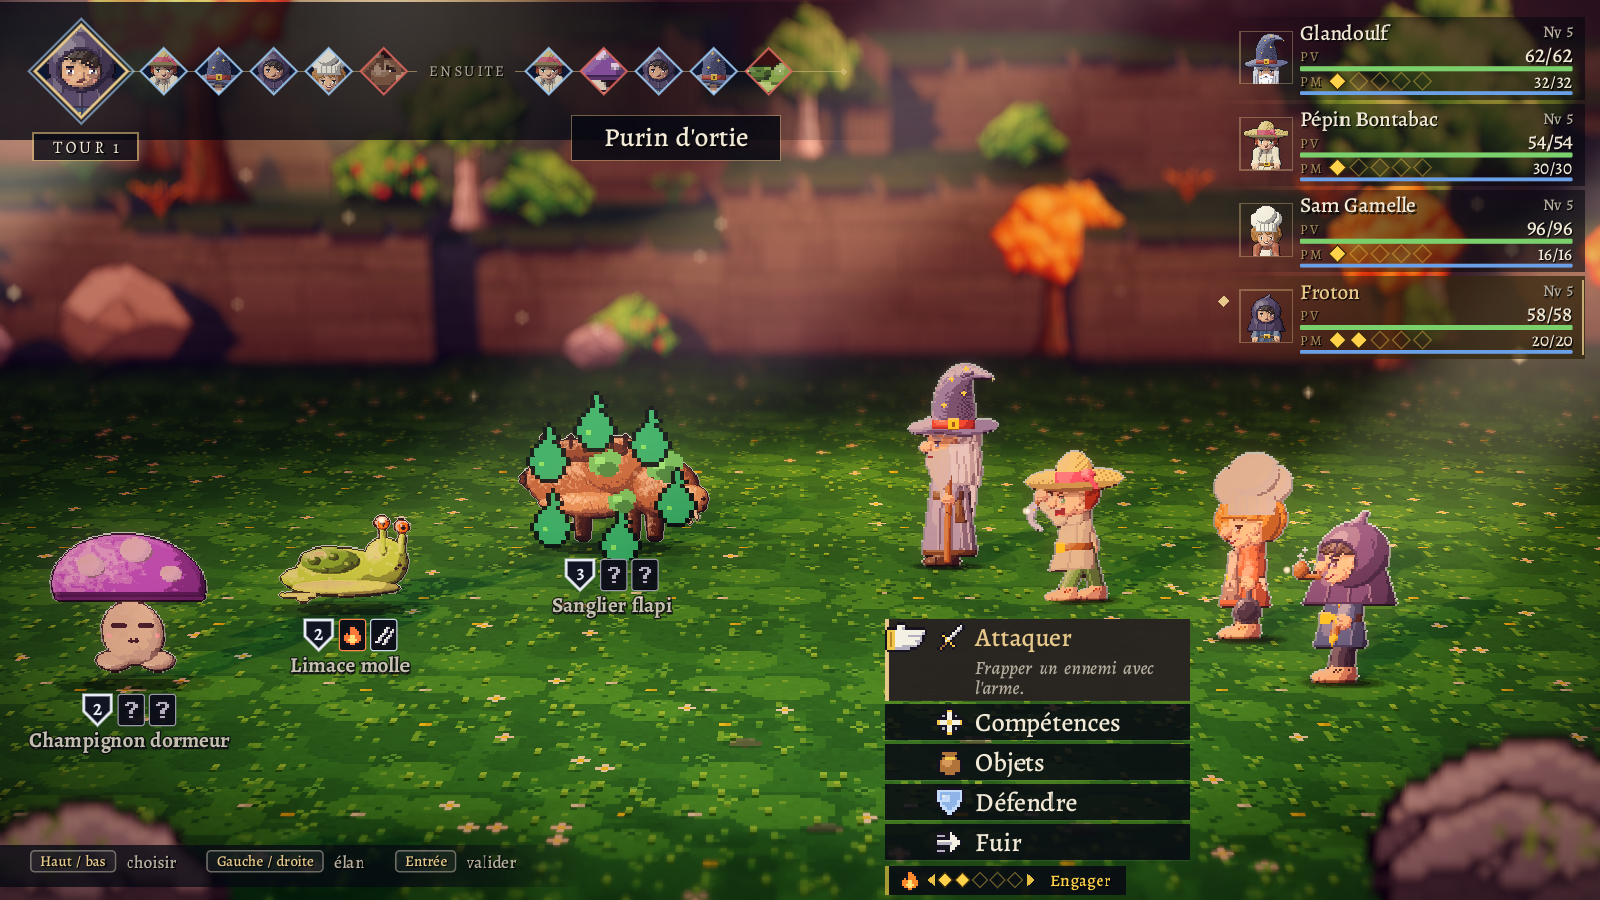 ENSUITE
TOUR 1
Purin d'ortie
Glandoulf Nv 5
PV 62/62
PM 32/32
Pépin Bontabac Nv 5
PV 54/54
PM 30/30
Sam Gamelle Nv 5
PV 96/96
PM 16/16
Froton Nv 5
PV 58/58
PM 20/20
3 ? ?
Sanglier flapi
2
Limace molle
2 ? ?
Champignon dormeur
Attaquer
Frapper un ennemi avec
l'arme.
Compétences
Objets
Défendre
Fuir
Engager
Haut / bas choisir Gauche / droite élan Entrée valider